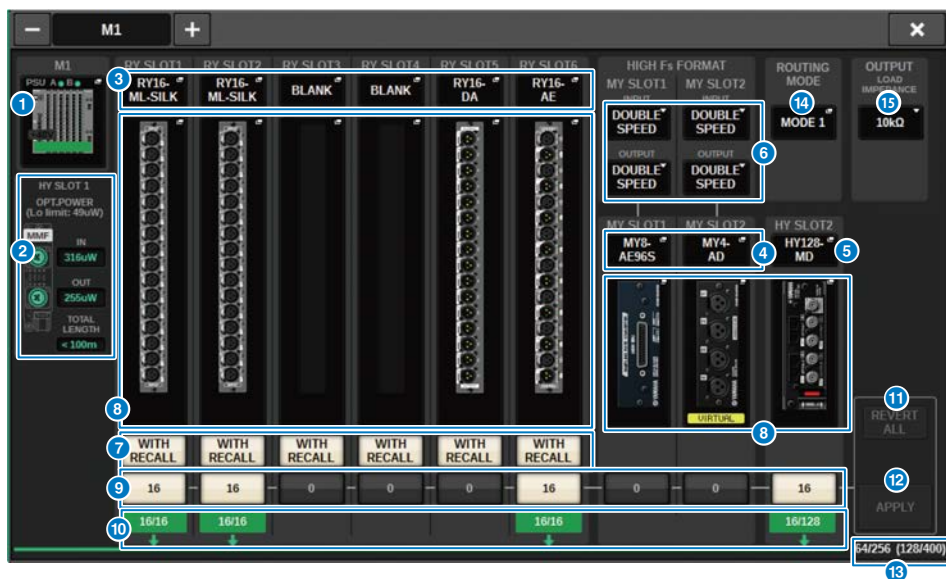 M1
M1
RY SLOT1
RY SLOT2
RY SLOT3
RY SLOT4
RY SLOT5
RY SLOT6
HIGH Fs FORMAT
ROUTING
MODE
OUTPUT
LOAD
IMPEDANCE
PSU A B
1
3
RY16-
ML-SILK
RY16-
ML-SILK
BLANK
BLANK
RY16-
DA
RY16-
AE
MY SLOT1
MY SLOT2
INPUT
DOUBLE
SPEED
DOUBLE
SPEED
OUTPUT
OUTPUT
DOUBLE
SPEED
DOUBLE
SPEED
6
14
MODE 1
15
10kΩ
HY SLOT 1
OPT.POWER
(Lo limit: 49uW)
MMF
2
IN
316uW
OUT
255uW
TOTAL
LENGTH
< 100m
MY SLOT1
MY SLOT2
HY SLOT2
MY8-
AE96S
MY4-
AD
4
HY128-
MD
5
YAMAHA
VIRTUAL
8
8
7
WITH
RECALL
WITH
RECALL
WITH
RECALL
WITH
RECALL
WITH
RECALL
WITH
RECALL
11
REVERT
ALL
9
16
16
0
0
0
16
0
0
16
12
APPLY
10
16/16
16/16
16/16
16/128
64/256 (128/400)
13